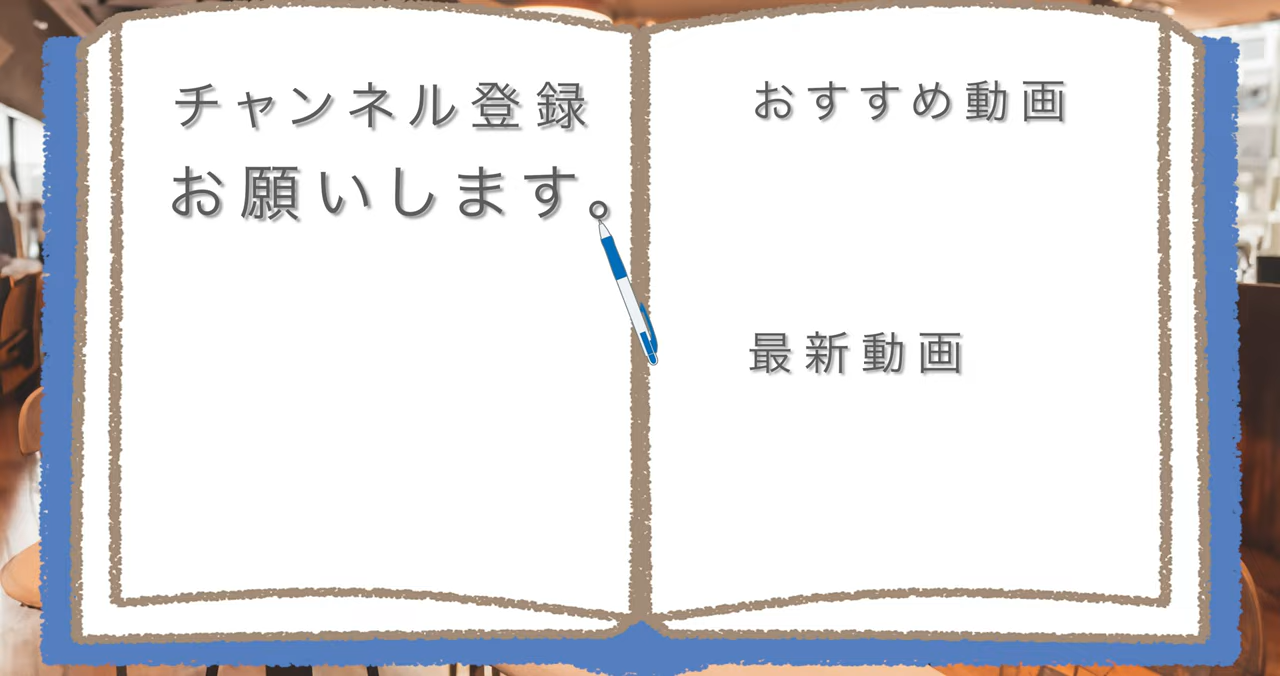 チャンネル登録
お願いします。
おすすめ動画
最新動画